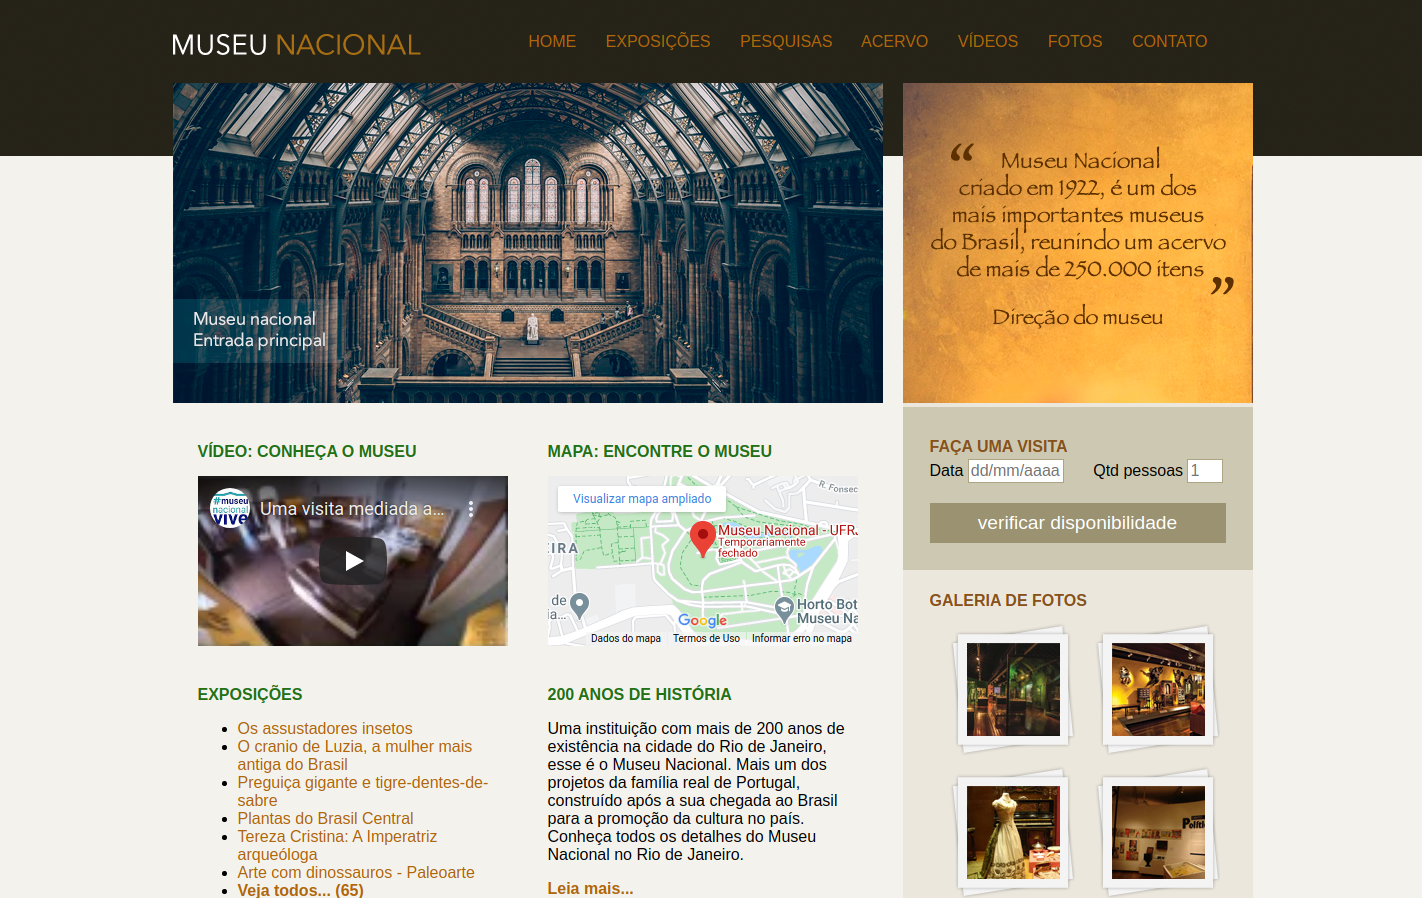 MUSEU NACIONAL
HOME EXPOSIÇÕES PESQUISAS ACERVO VÍDEOS FOTOS CONTATO
Museu nacional
Entrada principal
“ Museu Nacional
criado em 1922, é um dos
mais importantes museus
do Brasil, reunindo um acervo
de mais de 250.000 itens ”
Direção do museu
VÍDEO: CONHEÇA O MUSEU
#museu
nacional
vive
Uma visita mediada a...
MAPA: ENCONTRE O MUSEU
Visualizar mapa ampliado
R. Fonsec
Museu Nacional - UFRJ
Temporariamente
fechado
EIRA
de
ia...
Horto Bot
Museu Na
Google
Dados do mapa Termos de Uso Informar erro no mapa
FAÇA UMA VISITA
Data dd/mm/aaaa Qtd pessoas 1
verificar disponibilidade
GALERIA DE FOTOS
Políti
EXPOSIÇÕES
Os assustadores insetos
O cranio de Luzia, a mulher mais
antiga do Brasil
Preguiça gigante e tigre-dentes-de-
sabre
Plantas do Brasil Central
Tereza Cristina: A Imperatriz
arqueóloga
Arte com dinossauros - Paleoarte
Veja todos... (65)
200 ANOS DE HISTÓRIA
Uma instituição com mais de 200 anos de
existência na cidade do Rio de Janeiro,
esse é o Museu Nacional. Mais um dos
projetos da família real de Portugal,
construído após a sua chegada ao Brasil
para a promoção da cultura no país.
Conheça todos os detalhes do Museu
Nacional no Rio de Janeiro.
Leia mais...